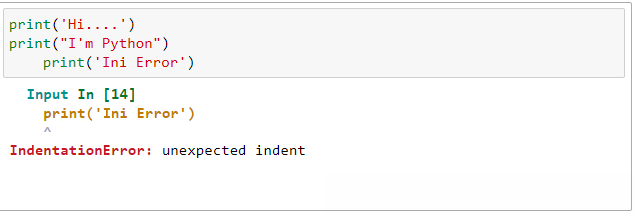 print('Hi....')
print("I'm Python")
    print('Ini Error')
  Input In [14]
    print('Ini Error')
    ^
IndentationError: unexpected indent